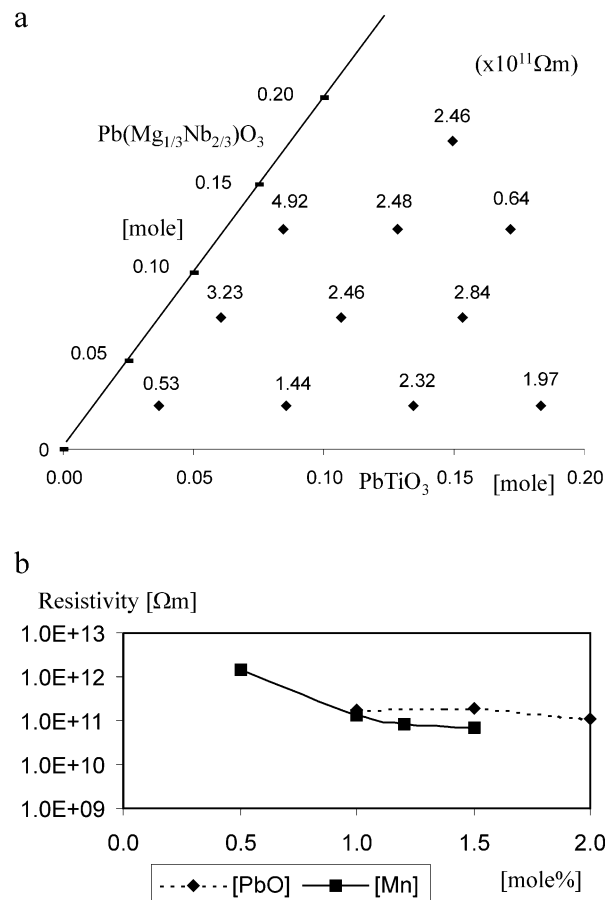 a
(x10¹¹Ωm)
0.20
2.46
Pb(Mg₁/₃Nb₂/₃)O₃
0.15
4.92 2.48 0.64
[mole]
0.10
3.23 2.46 2.84
0.05
0.53 1.44 2.32 1.97
0
0.00 0.05 0.10 PbTiO₃ 0.15 [mole] 0.20
b
Resistivity [Ωm]
1.0E+13
1.0E+12
1.0E+11
1.0E+10
1.0E+09
0.0 0.5 1.0 1.5 2.0
[PbO] [Mn] [mole%]